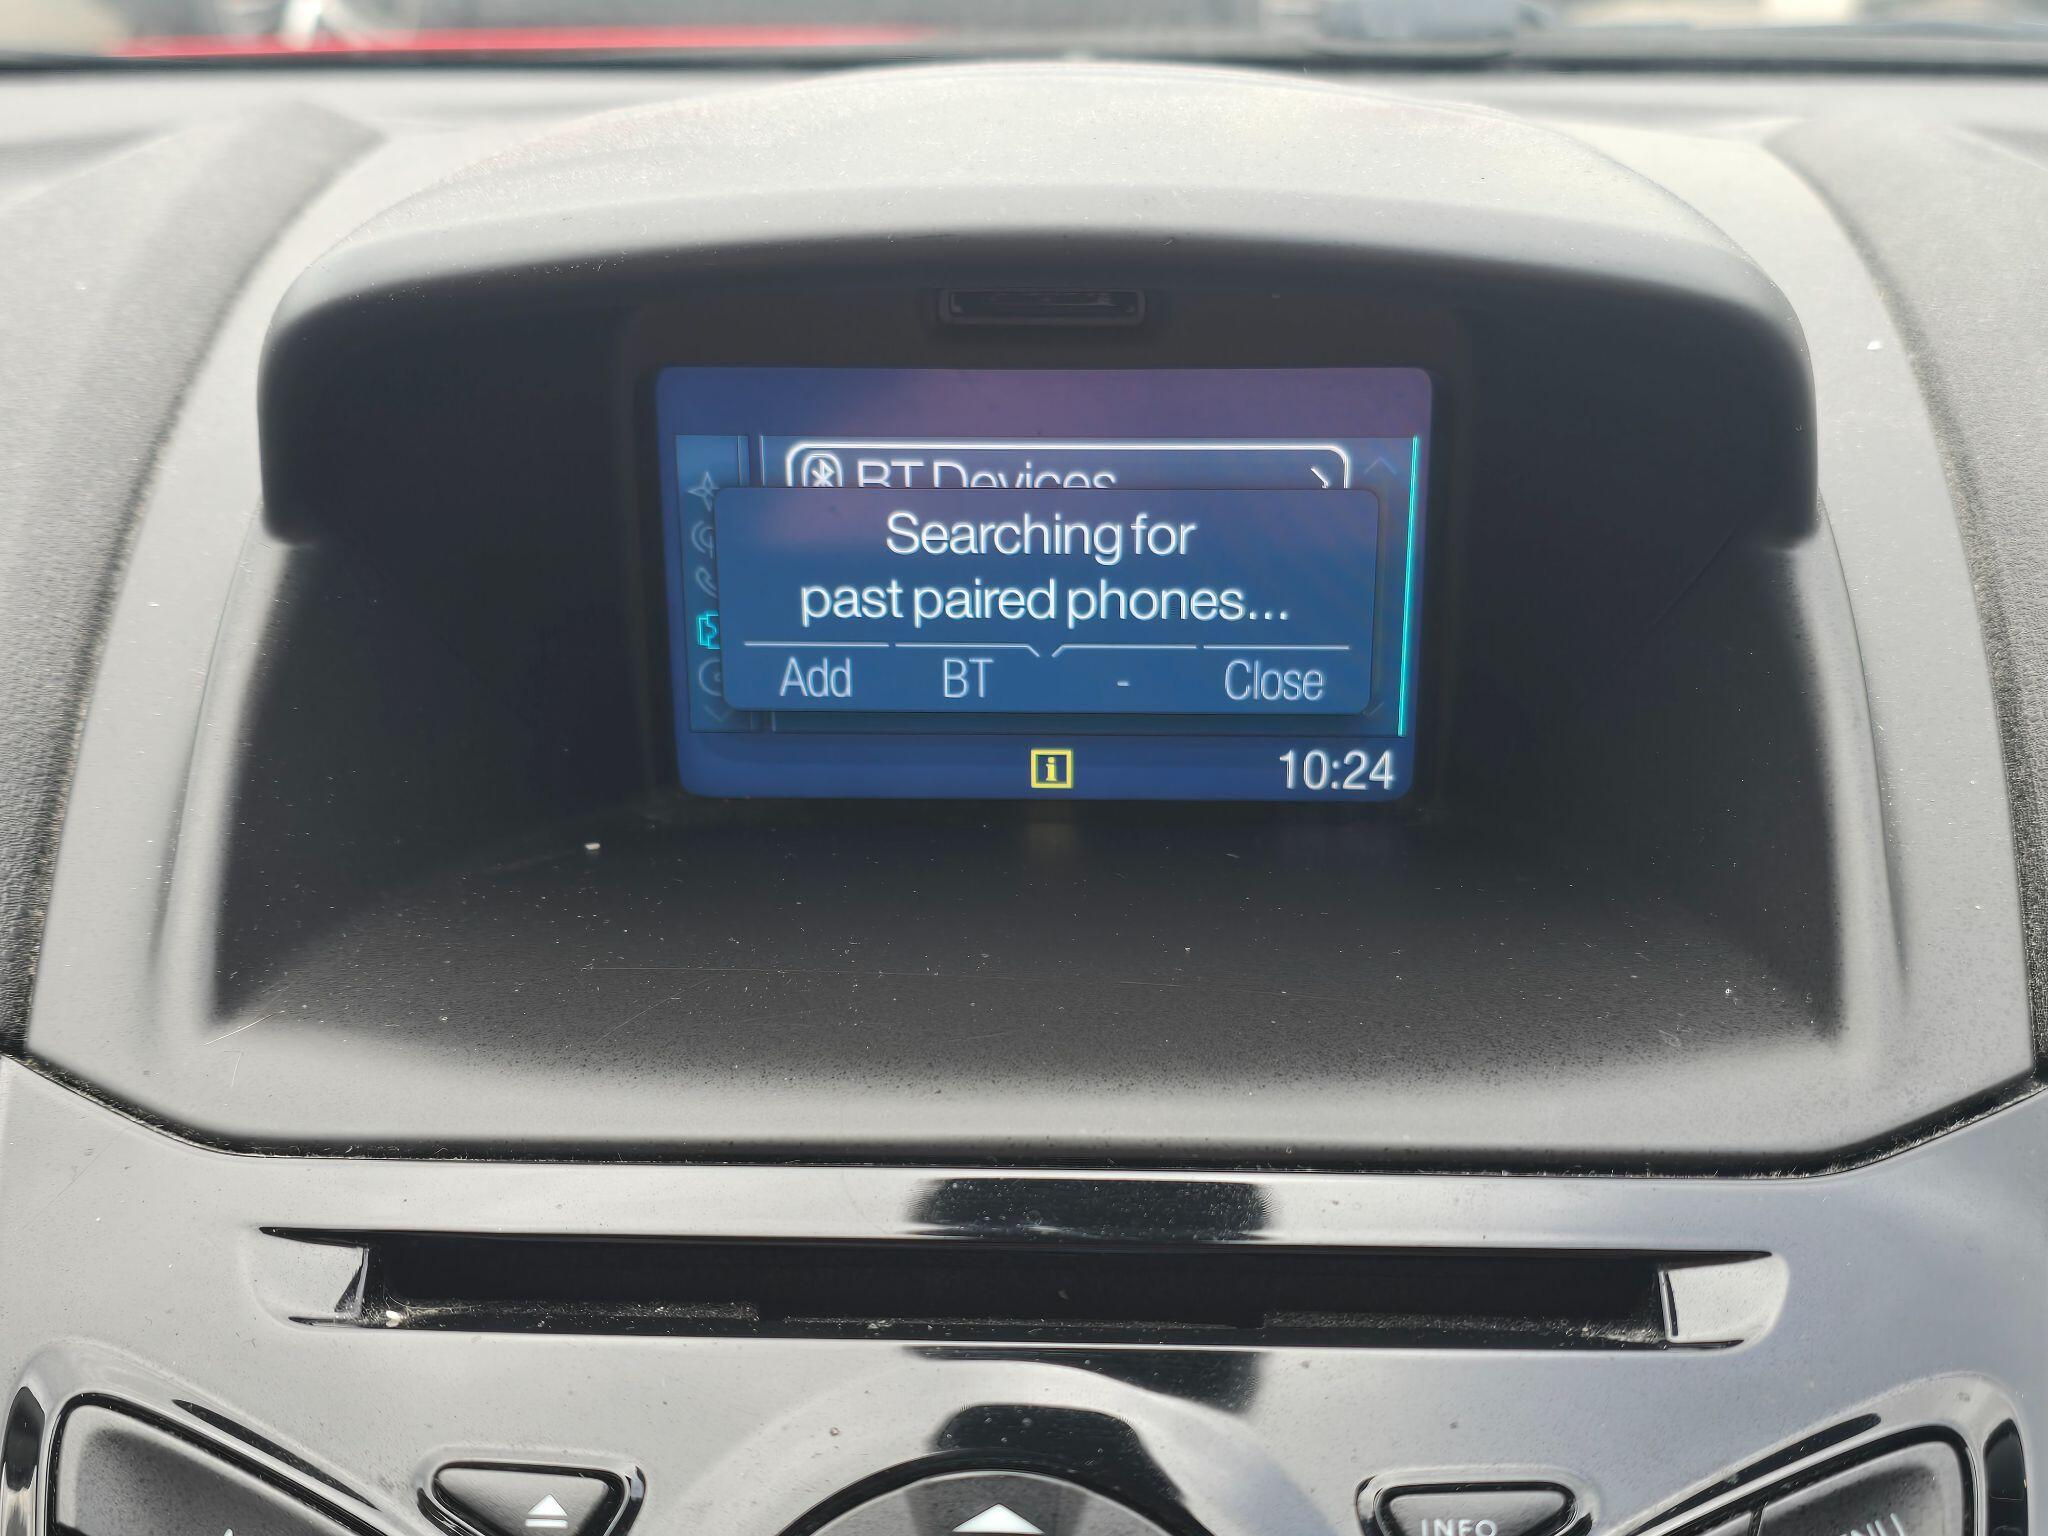 BT Devices
Searching for
past paired phones...
Add BT - Close
i 10:24
INFO